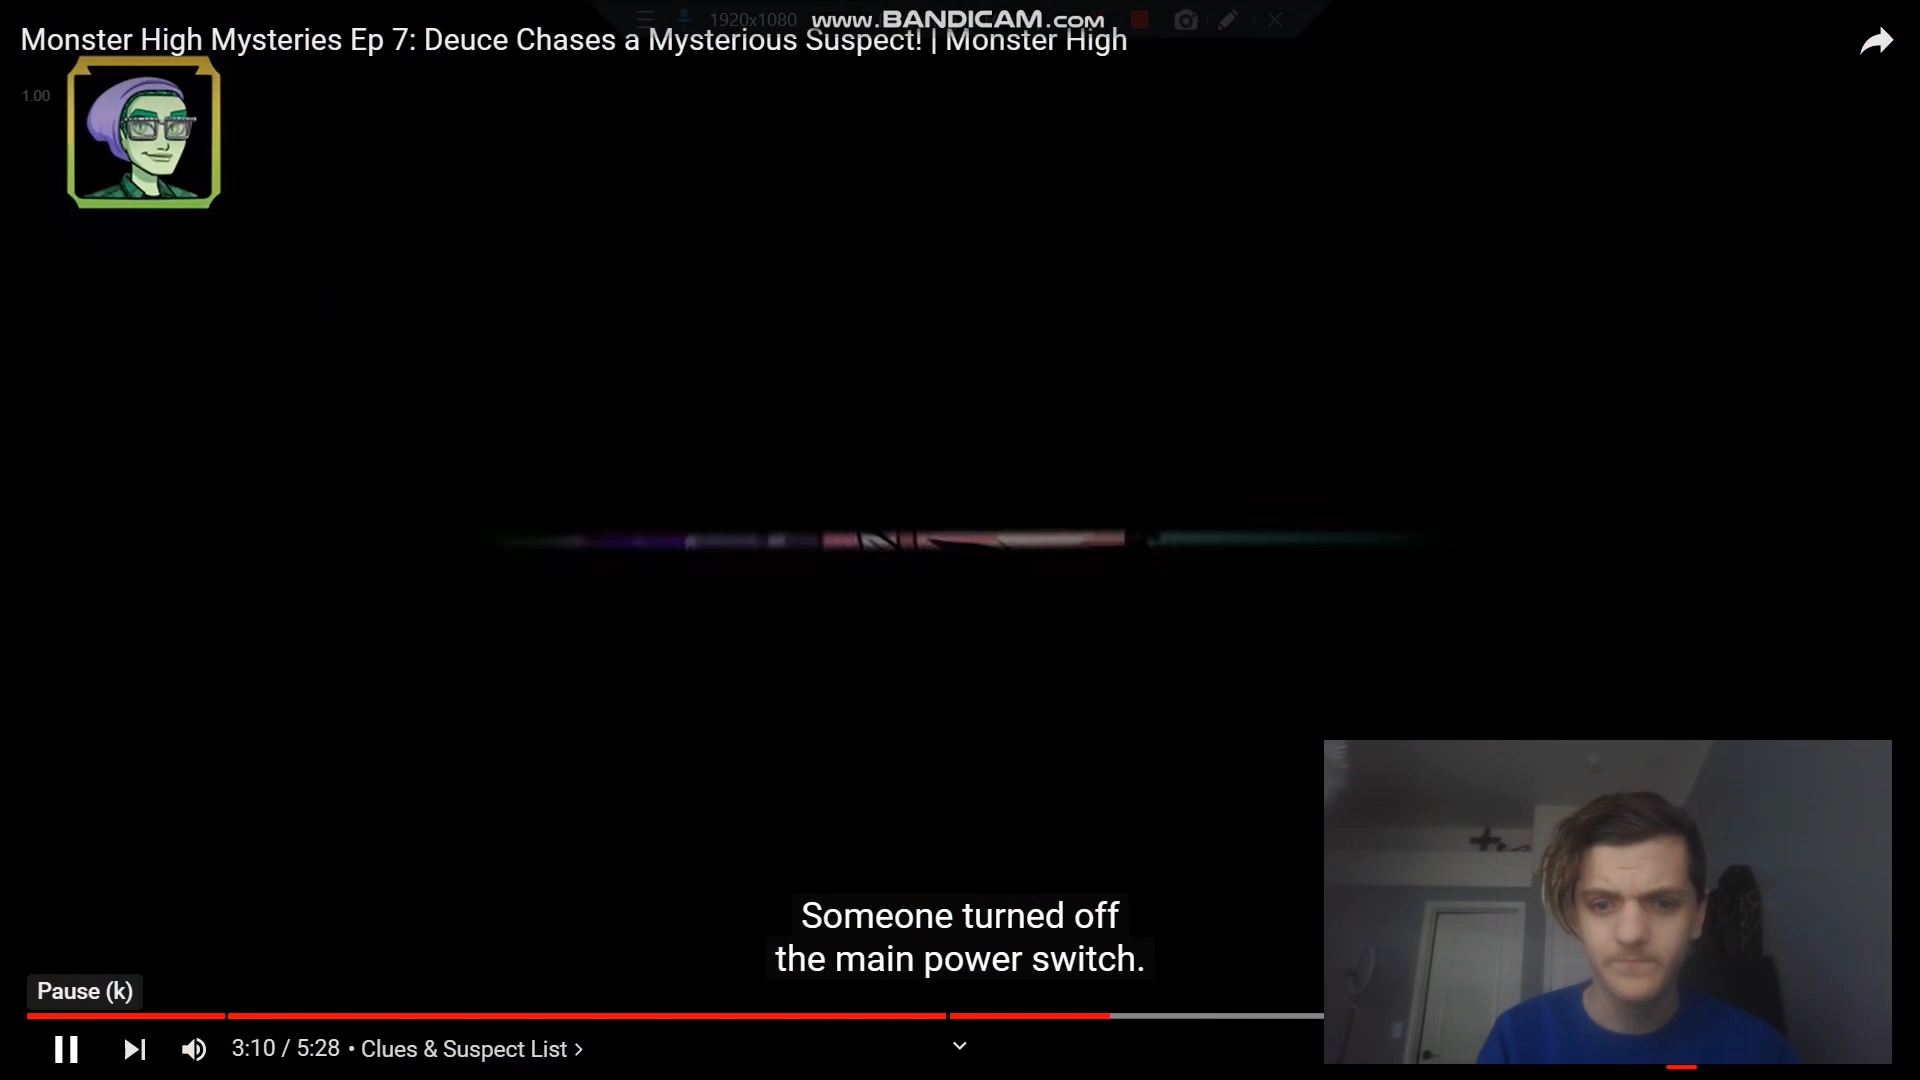 1920x1080
www.BANDICAM.com
Monster High Mysteries Ep 7: Deuce Chases a Mysterious Suspect! | Monster High
1.00
Someone turned off
the main power switch.
Pause (k)
3:10 / 5:28 • Clues & Suspect List >